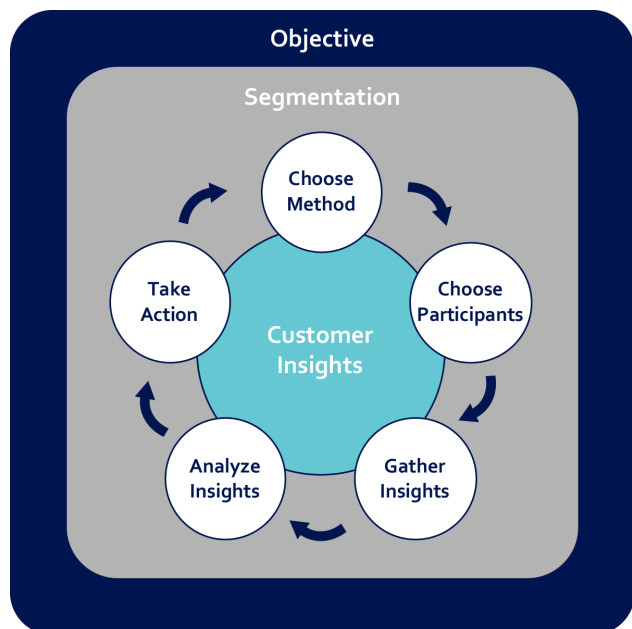 Objective
Segmentation
Choose
Method
Choose
Participants
Gather
Insights
Analyze
Insights
Take
Action
Customer
Insights